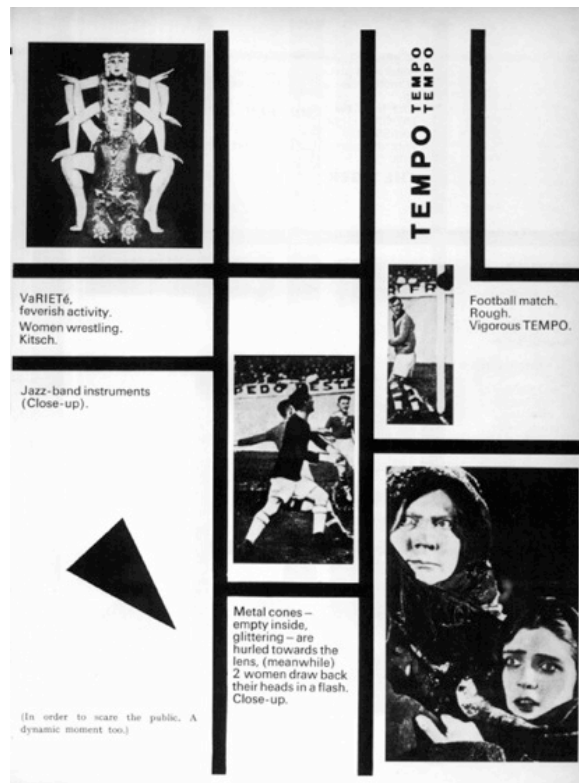 TEMPO
TEMPO
TEMPO
VaRIETé,
feverish activity.
Women wrestling.
Kitsch.
Football match.
Rough.
Vigorous TEMPO.
Jazz-band instruments
(Close-up).
PEDO ESTE
Metal cones –
empty inside,
glittering – are
hurled towards the
lens, (meanwhile)
2 women draw back
their heads in a flash.
Close-up.
(In order to scare the public. A
dynamic moment too.)